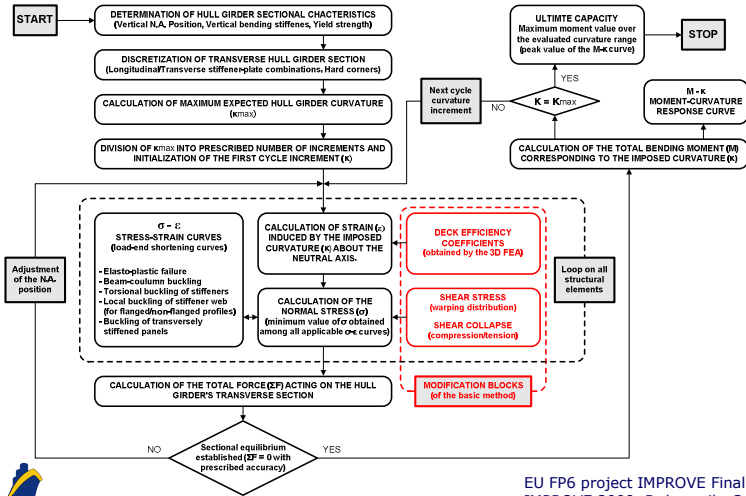 START
DETERMINATION OF HULL GIRDER SECTIONAL CHACTERISTICS
(Vertical N.A. Position, Vertical bending stiffenes, Yield strength)
DISCRETIZATION OF TRANSVERSE HULL GIRDER SECTION
(Longitudinal/Transverse stiffener-plate combinations, Hard corners)
CALCULATION OF MAXIMUM EXPECTED HULL GIRDER CURVATURE
(κmax)
DIVISION OF κmax INTO PRESCRIBED NUMBER OF INCREMENTS AND
INITIALIZATION OF THE FIRST CYCLE INCREMENT (κ)
Next cycle
curvature
increment
ULTIMTE CAPACITY
Maximum moment value over
the evaluated curvature range
(peak value of the M-κ curve)
STOP
YES
NO
K = Kmax
M - κ
MOMENT-CURVATURE
RESPONSE CURVE
CALCULATION OF THE TOTAL BENDING MOMENT (M)
CORRESPONDING TO THE IMPOSED CURVATURE (κ)
Adjustment
of the N.A.
position
σ - ε
STRESS-STRAIN CURVES
(load-end shortening curves)
- Elasto-plastic failure
- Beam-coulumn buckling
- Torsional buckling of stiffeners
- Local buckling of stiffener web
(for flanged/non-flanged profiles)
- Buckling of transversely
stiffened panels
CALCULATION OF STRAIN (ε)
INDUCED BY THE IMPOSED
CURVATURE (κ) ABOUT THE
NEUTRAL AXIS.
CALCULATION OF THE
NORMAL STRESS (σ)
(minimum value of σ obtained
among all applicable σ-ε curves)
DECK EFFICIENCY
COEFFICIENTS
(obtained by the 3D FEA)
SHEAR STRESS
(warping distribution)
SHEAR COLLAPSE
(compression/tension)
Loop on all
structural
elements
MODIFICATION BLOCKS
(of the basic method)
CALCULATION OF THE TOTAL FORCE (ΣF) ACTING ON THE HULL
GIRDER'S TRANSVERSE SECTION
NO
Sectional equilibrium
established (ΣF = 0 with
prescribed accuracy)
YES
EU FP6 project IMPROVE Final